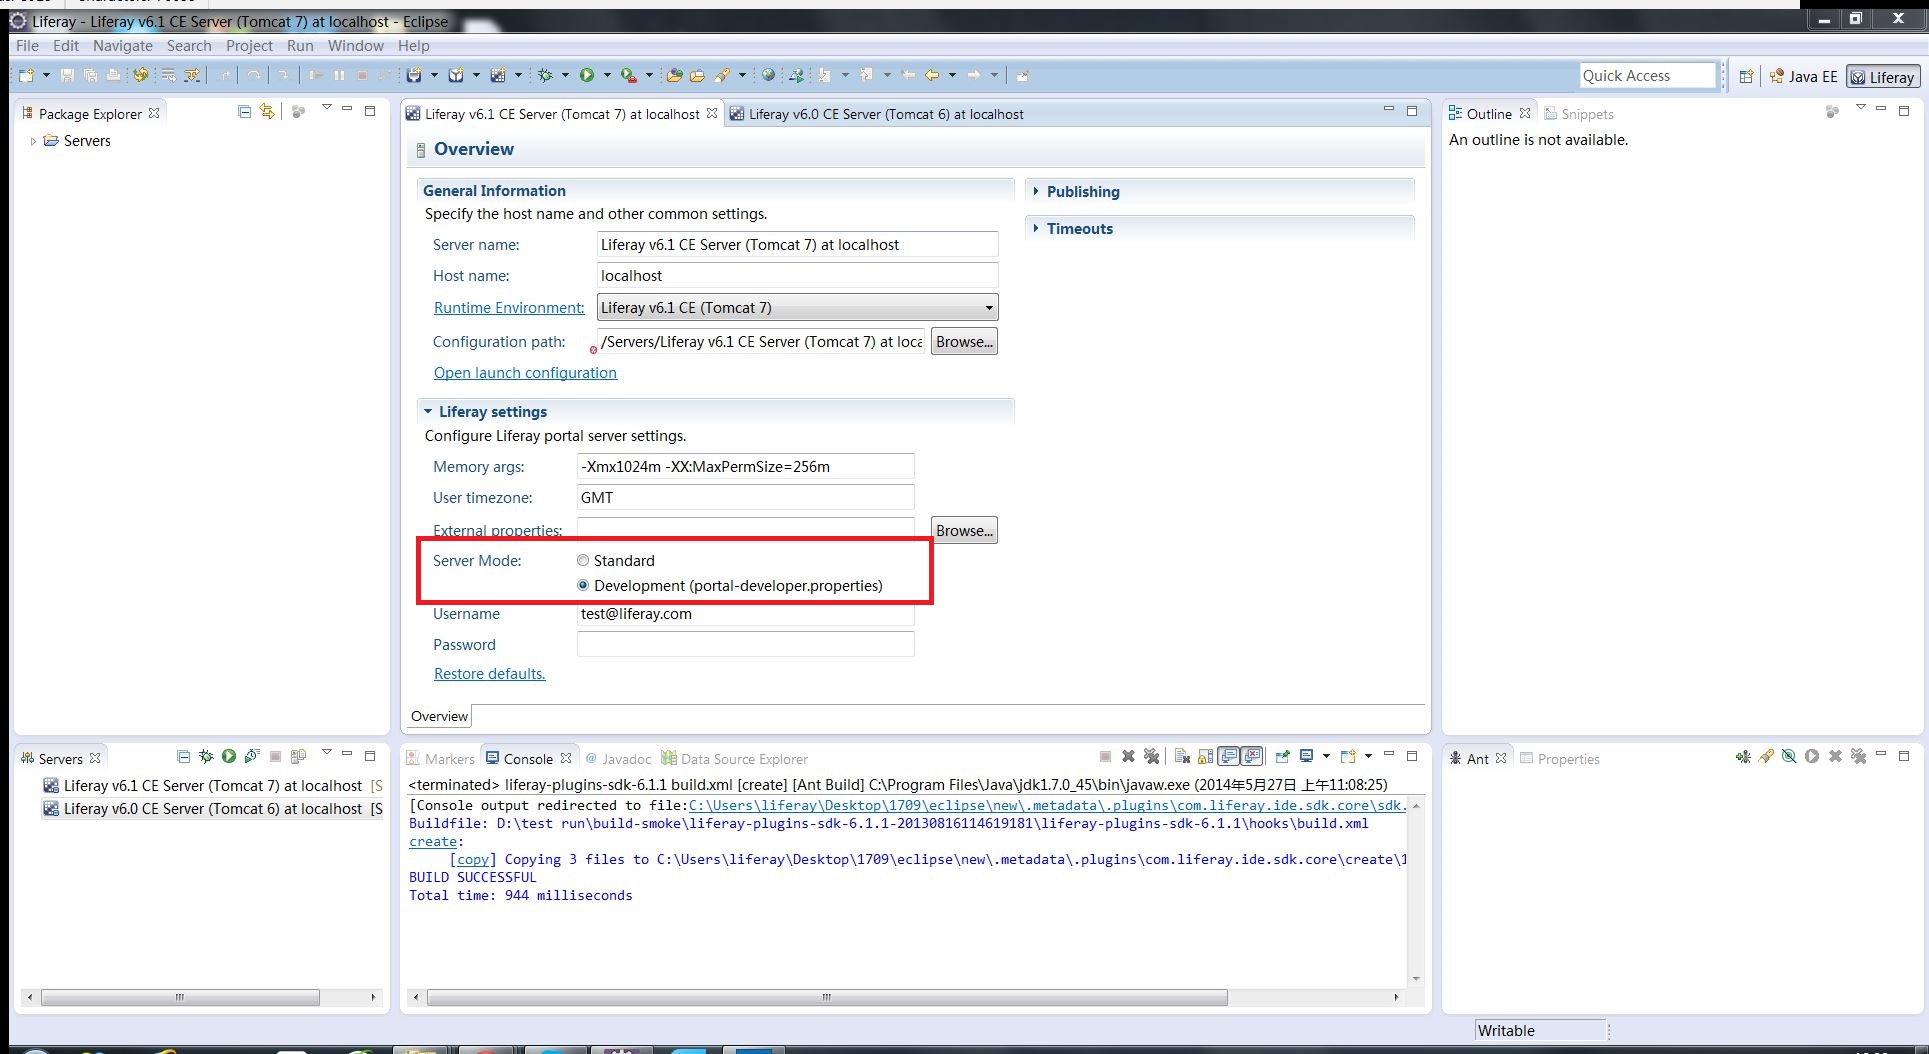 Liferay - Liferay v6.1 CE Server (Tomcat 7) at localhost - Eclipse
File Edit Navigate Search Project Run Window Help
Quick Access
Java EE
Liferay
Package Explorer
Servers
Liferay v6.1 CE Server (Tomcat 7) at localhost
Liferay v6.0 CE Server (Tomcat 6) at localhost
Overview
General Information
Specify the host name and other common settings.
Server name: Liferay v6.1 CE Server (Tomcat 7) at localhost
Host name: localhost
Runtime Environment: Liferay v6.1 CE (Tomcat 7)
Configuration path: /Servers/Liferay v6.1 CE Server (Tomcat 7) at loca Browse...
Open launch configuration
Liferay settings
Configure Liferay portal server settings.
Memory args: -Xmx1024m -XX:MaxPermSize=256m
User timezone: GMT
External properties: Browse...
Server Mode: Standard
Development (portal-developer.properties)
Username test@liferay.com
Password
Restore defaults.
Overview
Publishing
Timeouts
Outline
Snippets
An outline is not available.
Servers
Liferay v6.1 CE Server (Tomcat 7) at localhost [S
Liferay v6.0 CE Server (Tomcat 6) at localhost [S
Markers
Console
@ Javadoc
Data Source Explorer
<terminated> liferay-plugins-sdk-6.1.1 build.xml [create] [Ant Build] C:\Program Files\Java\jdk1.7.0_45\bin\javaw.exe (2014年5月27日 上午11:08:25)
[Console output redirected to file:C:\Users\liferay\Desktop\1709\eclipse\new\.metadata\.plugins\com.liferay.ide.sdk.core\sdk.
Buildfile: D:\test run\build-smoke\liferay-plugins-sdk-6.1.1-20130816114619181\liferay-plugins-sdk-6.1.1\hooks\build.xml
create:
[copy] Copying 3 files to C:\Users\liferay\Desktop\1709\eclipse\new\.metadata\.plugins\com.liferay.ide.sdk.core\create\1
BUILD SUCCESSFUL
Total time: 944 milliseconds
Ant
Properties
Writable